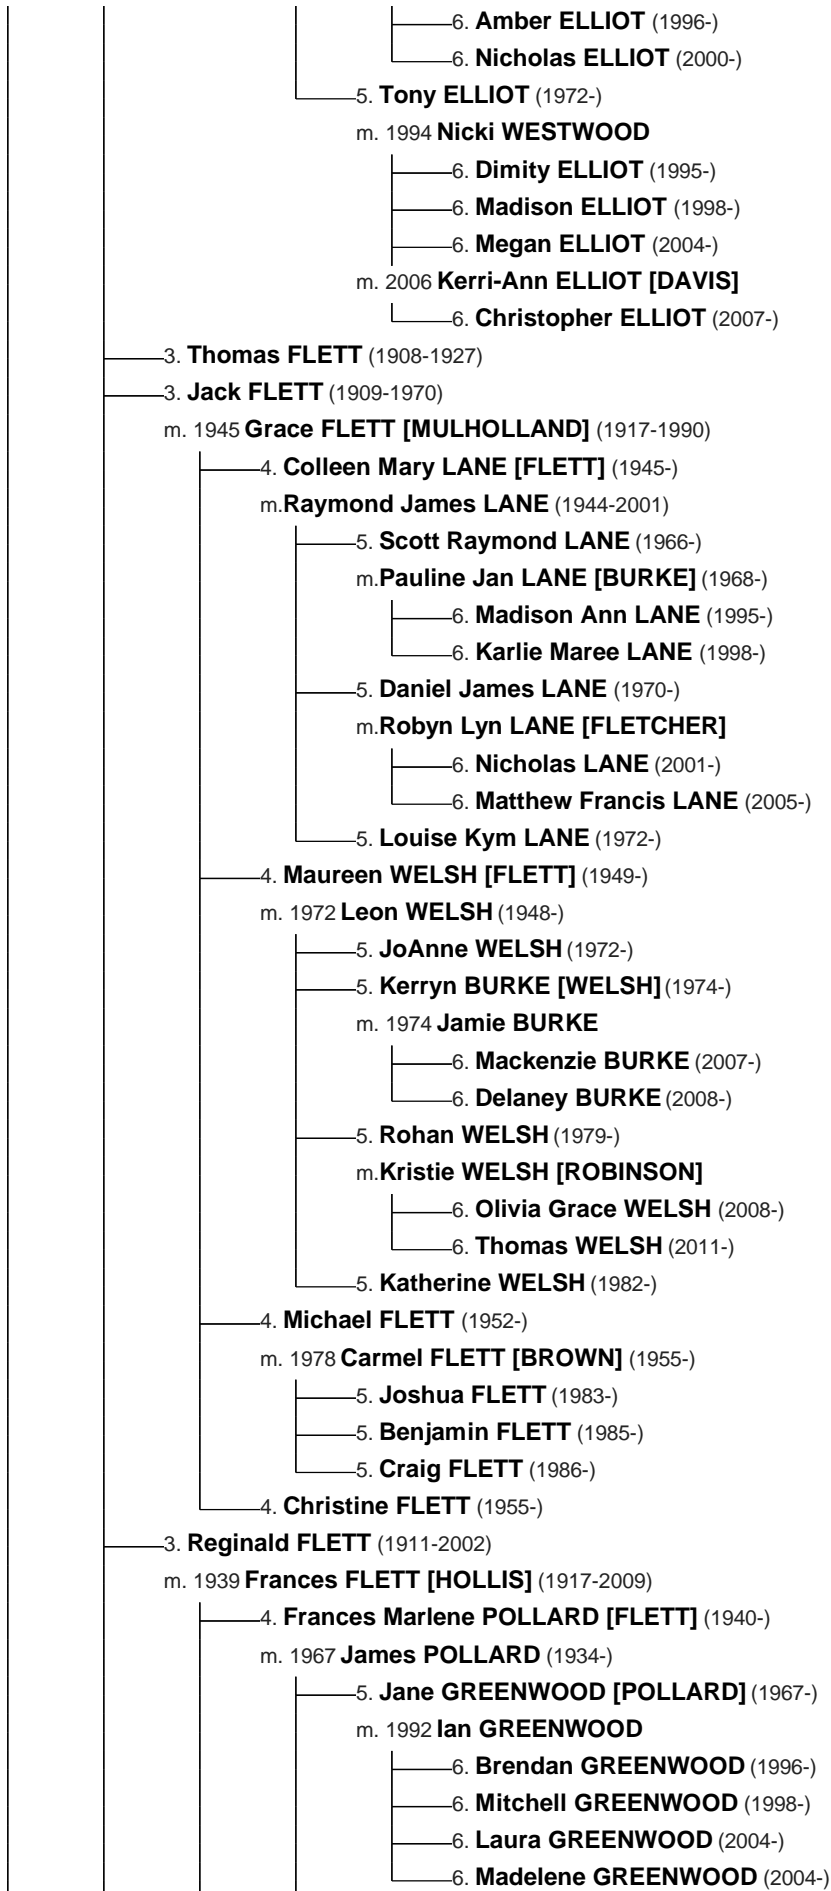 6. Amber ELLIOT (1996-)
6. Nicholas ELLIOT (2000-)
5. Tony ELLIOT (1972-)
m. 1994 Nicki WESTWOOD
6. Dimity ELLIOT (1995-)
6. Madison ELLIOT (1998-)
6. Megan ELLIOT (2004-)
m. 2006 Kerri-Ann ELLIOT [DAVIS]
6. Christopher ELLIOT (2007-)
3. Thomas FLETT (1908-1927)
3. Jack FLETT (1909-1970)
m. 1945 Grace FLETT [MULHOLLAND] (1917-1990)
4. Colleen Mary LANE [FLETT] (1945-)
m.Raymond James LANE (1944-2001)
5. Scott Raymond LANE (1966-)
m.Pauline Jan LANE [BURKE] (1968-)
6. Madison Ann LANE (1995-)
6. Karlie Maree LANE (1998-)
5. Daniel James LANE (1970-)
m.Robyn Lyn LANE [FLETCHER]
6. Nicholas LANE (2001-)
6. Matthew Francis LANE (2005-)
5. Louise Kym LANE (1972-)
4. Maureen WELSH [FLETT] (1949-)
m. 1972 Leon WELSH (1948-)
5. JoAnne WELSH (1972-)
5. Kerryn BURKE [WELSH] (1974-)
m. 1974 Jamie BURKE
6. Mackenzie BURKE (2007-)
6. Delaney BURKE (2008-)
5. Rohan WELSH (1979-)
m.Kristie WELSH [ROBINSON]
6. Olivia Grace WELSH (2008-)
6. Thomas WELSH (2011-)
5. Katherine WELSH (1982-)
4. Michael FLETT (1952-)
m. 1978 Carmel FLETT [BROWN] (1955-)
5. Joshua FLETT (1983-)
5. Benjamin FLETT (1985-)
5. Craig FLETT (1986-)
4. Christine FLETT (1955-)
3. Reginald FLETT (1911-2002)
m. 1939 Frances FLETT [HOLLIS] (1917-2009)
4. Frances Marlene POLLARD [FLETT] (1940-)
m. 1967 James POLLARD (1934-)
5. Jane GREENWOOD [POLLARD] (1967-)
m. 1992 Ian GREENWOOD
6. Brendan GREENWOOD (1996-)
6. Mitchell GREENWOOD (1998-)
6. Laura GREENWOOD (2004-)
6. Madelene GREENWOOD (2004-)